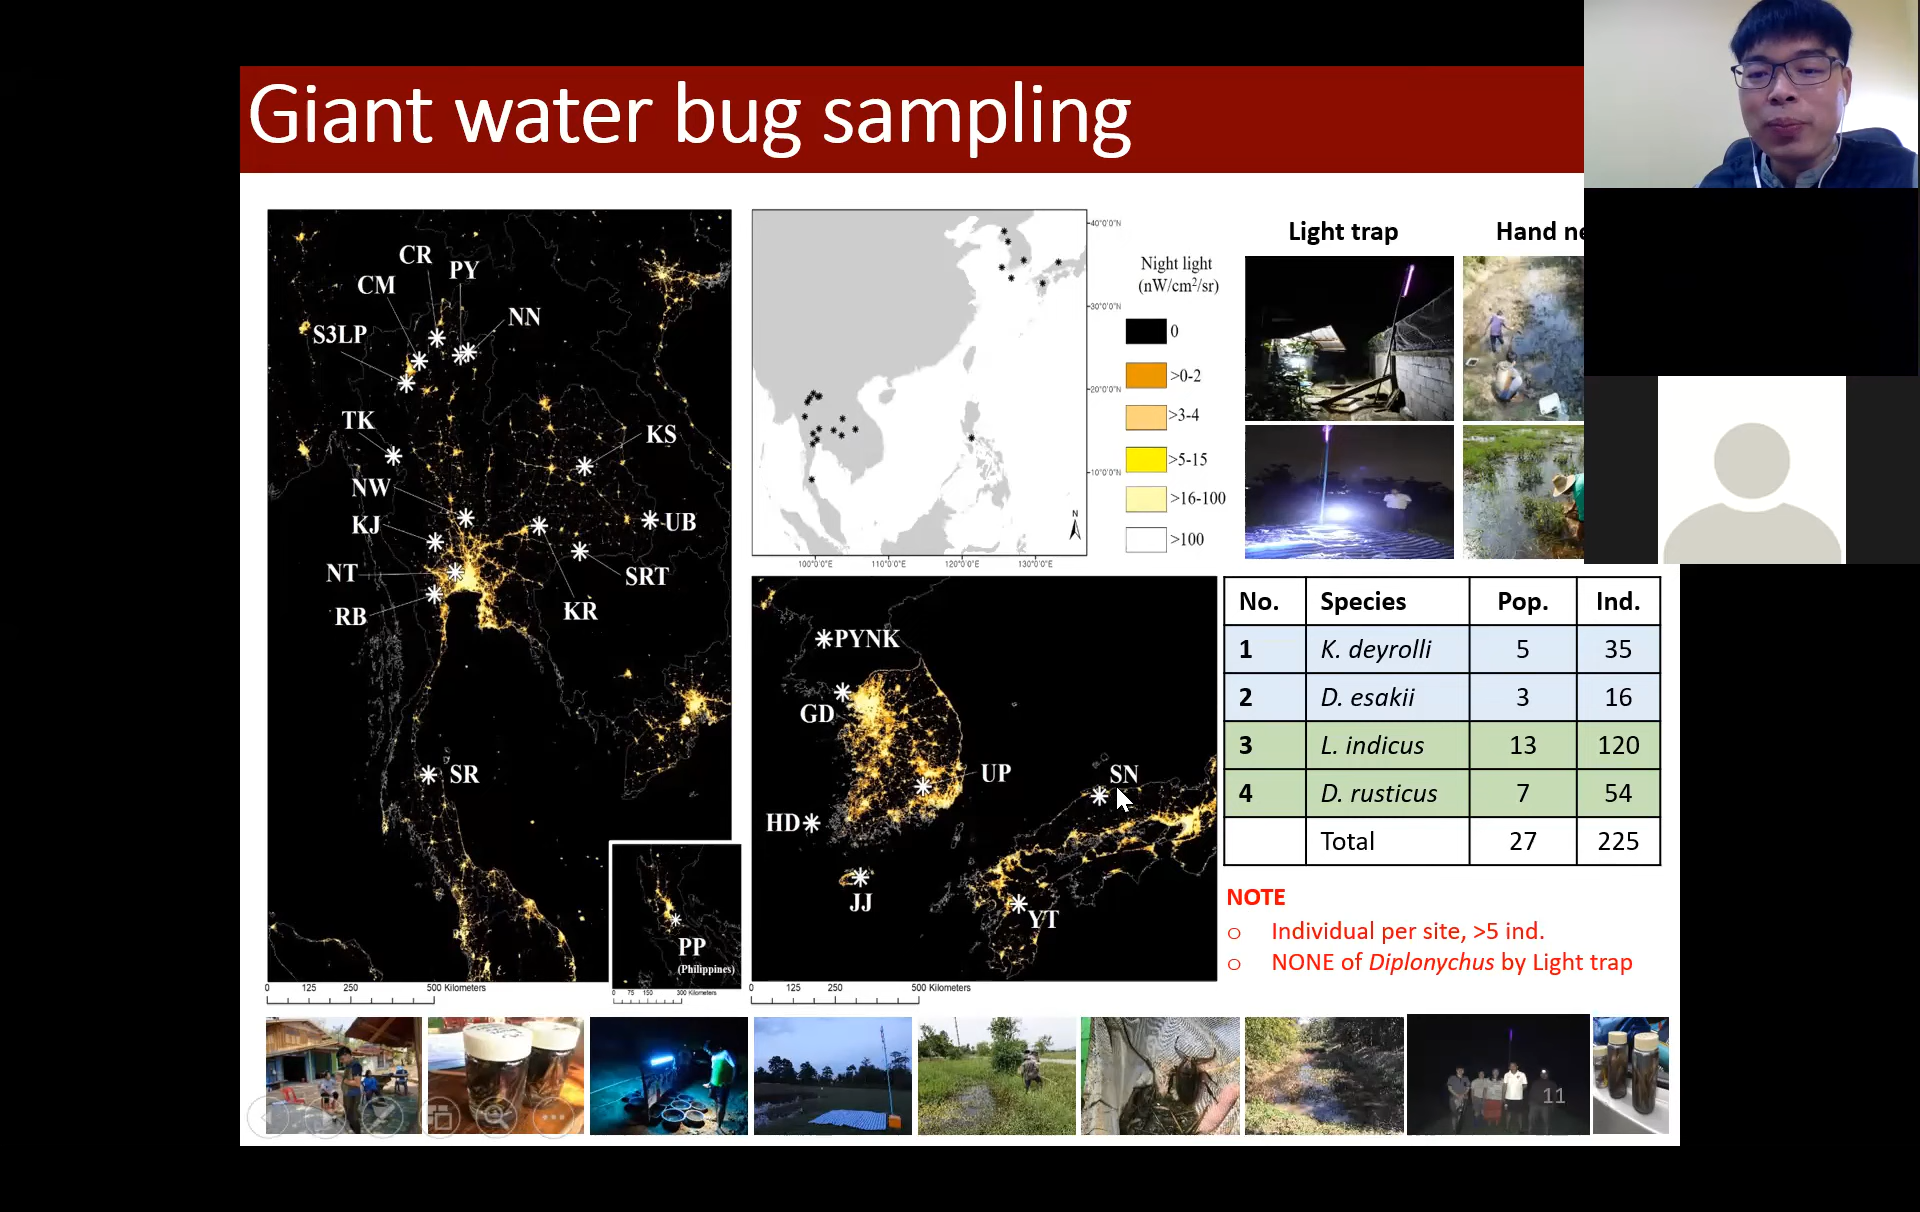 Giant water bug sampling
CR
PY
CM
NN
S3LP
TK
KS
NW
KJ
UB
NT
SRT
RB
KR
SR
PP
(Philippines)
0 125 250 500 Kilometers
0 75 150 300 Kilometers
40°0'0"N
30°0'0"N
20°0'0"N
10°0'0"N
100°0'0"E 110°0'0"E 120°0'0"E 130°0'0"E
N
Night light
(nW/cm²/sr)
0
>0-2
>3-4
>5-15
>16-100
>100
PYNK
GD
UP
SN
HD
JJ
YT
0 125 250 500 Kilometers
Light trap
Hand ne
No. Species Pop. Ind.
1 K. deyrolli 5 35
2 D. esakii 3 16
3 L. indicus 13 120
4 D. rusticus 7 54
Total 27 225
NOTE
o Individual per site, >5 ind.
o NONE of Diplonychus by Light trap
11